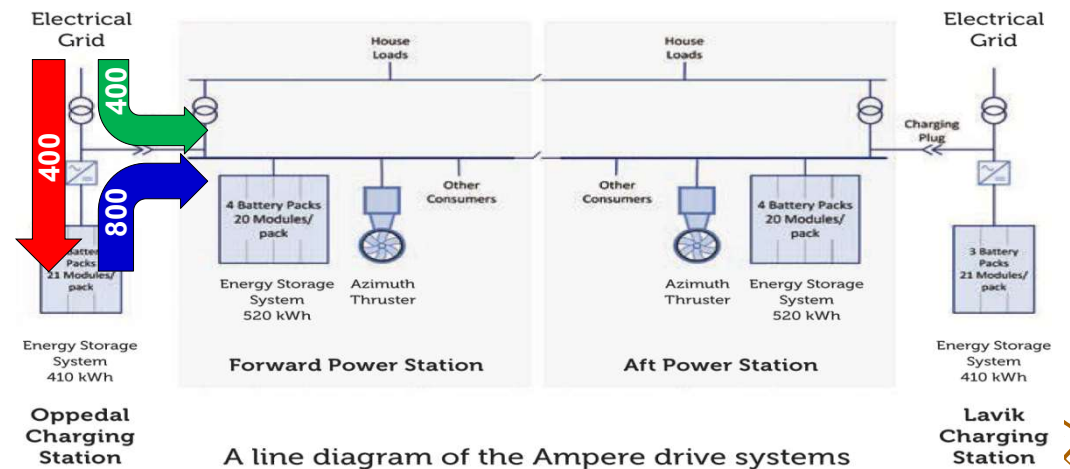 Electrical
Grid
House
Loads
House
Loads
Electrical
Grid
400
400
800
Charging
Plug
4 Battery Packs
20 Modules/
pack
Other
Consumers
Other
Consumers
4 Battery Packs
20 Modules/
pack
Batter
Packs
21 Modules/
pack
3 Battery
Packs
21 Modules/
pack
Energy Storage
System
520 kWh
Azimuth
Thruster
Azimuth
Thruster
Energy Storage
System
520 kWh
Energy Storage
System
410 kWh
Energy Storage
System
410 kWh
Forward Power Station
Aft Power Station
Oppedal
Charging
Station
Lavik
Charging
Station
A line diagram of the Ampere drive systems